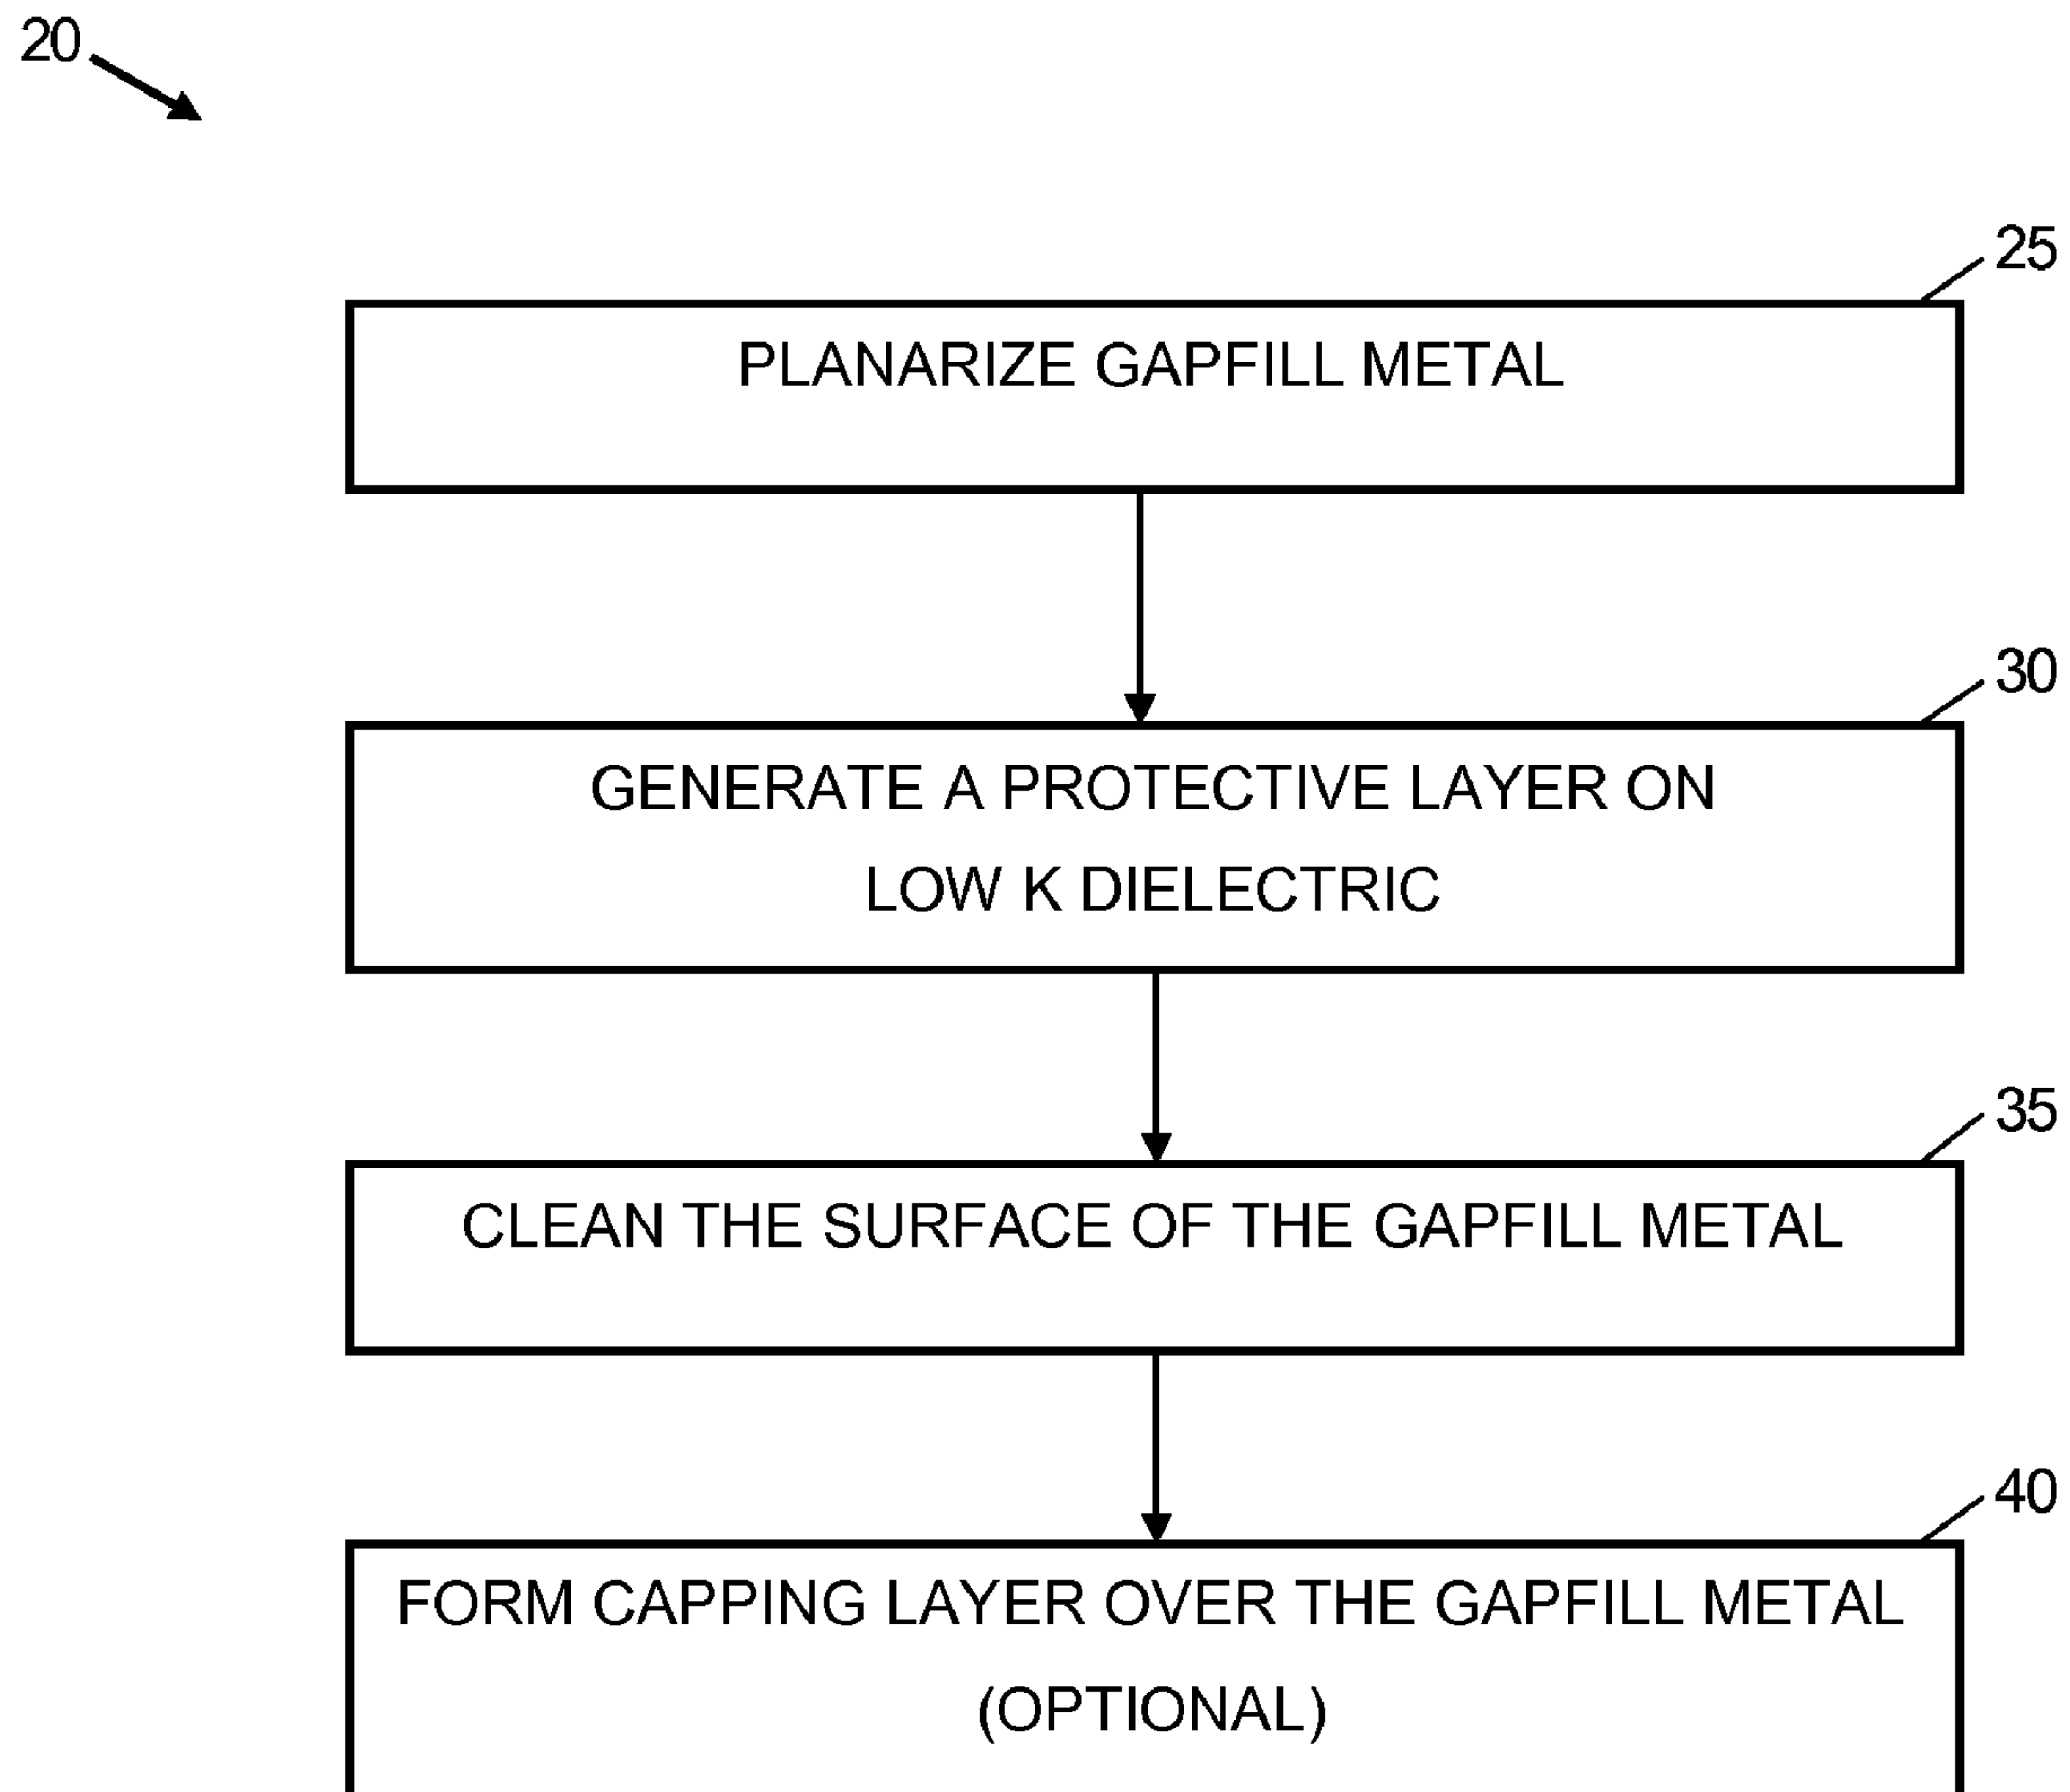 20
25
PLANARIZE GAPFILL METAL
30
GENERATE A PROTECTIVE LAYER ON
LOW K DIELECTRIC
35
CLEAN THE SURFACE OF THE GAPFILL METAL
40
FORM CAPPING LAYER OVER THE GAPFILL METAL
(OPTIONAL)